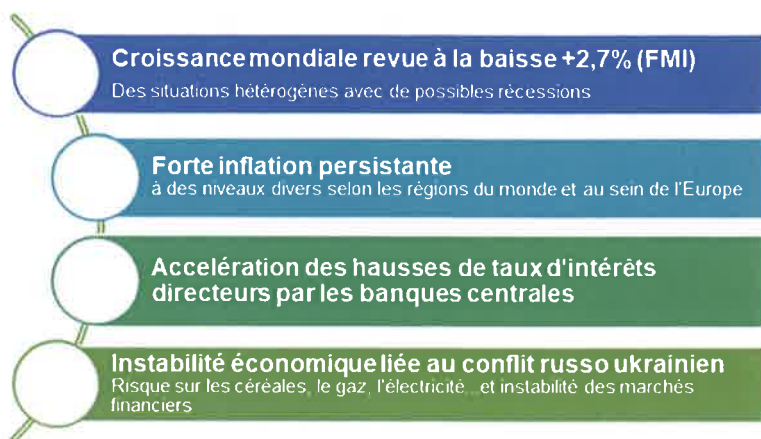 Croissance mondiale revue à la baisse +2,7% (FMI)
Des situations hétérogènes avec de possibles récessions
Forte inflation persistante
à des niveaux divers selon les régions du monde et au sein de l'Europe
Accelération des hausses de taux d'intérêts
directeurs par les banques centrales
Instabilité économique liée au conflit russo ukrainien
Risque sur les céréales, le gaz, l'électricité...et instabilité des marchés
financiers